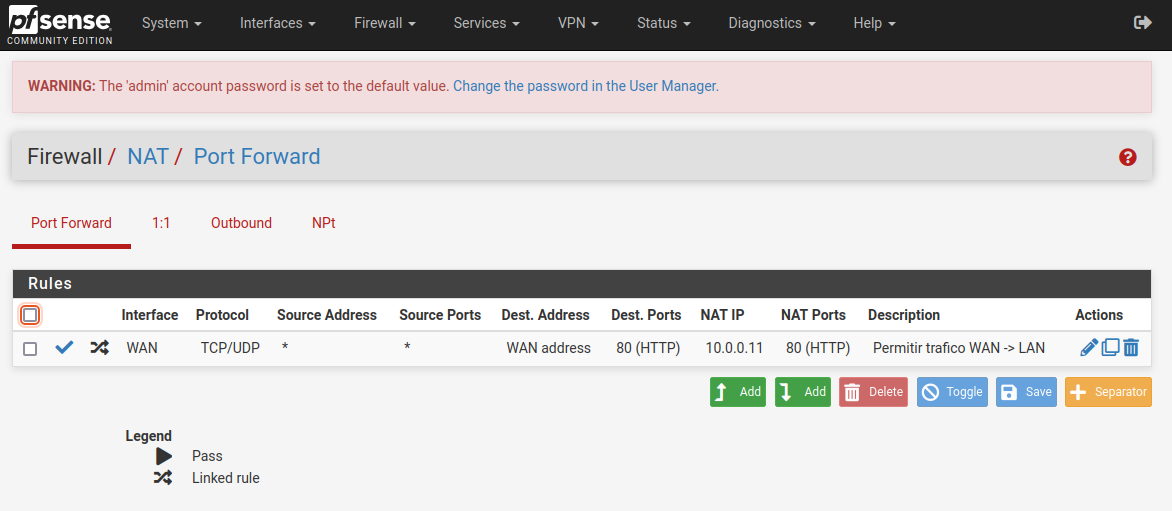 pfsense System Interfaces Firewall Services VPN Status Diagnostics Help
COMMUNITY EDITION
WARNING: The 'admin' account password is set to the default value. Change the password in the User Manager.
Firewall / NAT / Port Forward
Port Forward 1:1 Outbound NPt
Rules
Interface Protocol Source Address Source Ports Dest. Address Dest. Ports NAT IP NAT Ports Description Actions
WAN TCP/UDP * * WAN address 80 (HTTP) 10.0.0.11 80 (HTTP) Permitir trafico WAN -> LAN
Add Add Delete Toggle Save Separator
Legend
Pass
Linked rule